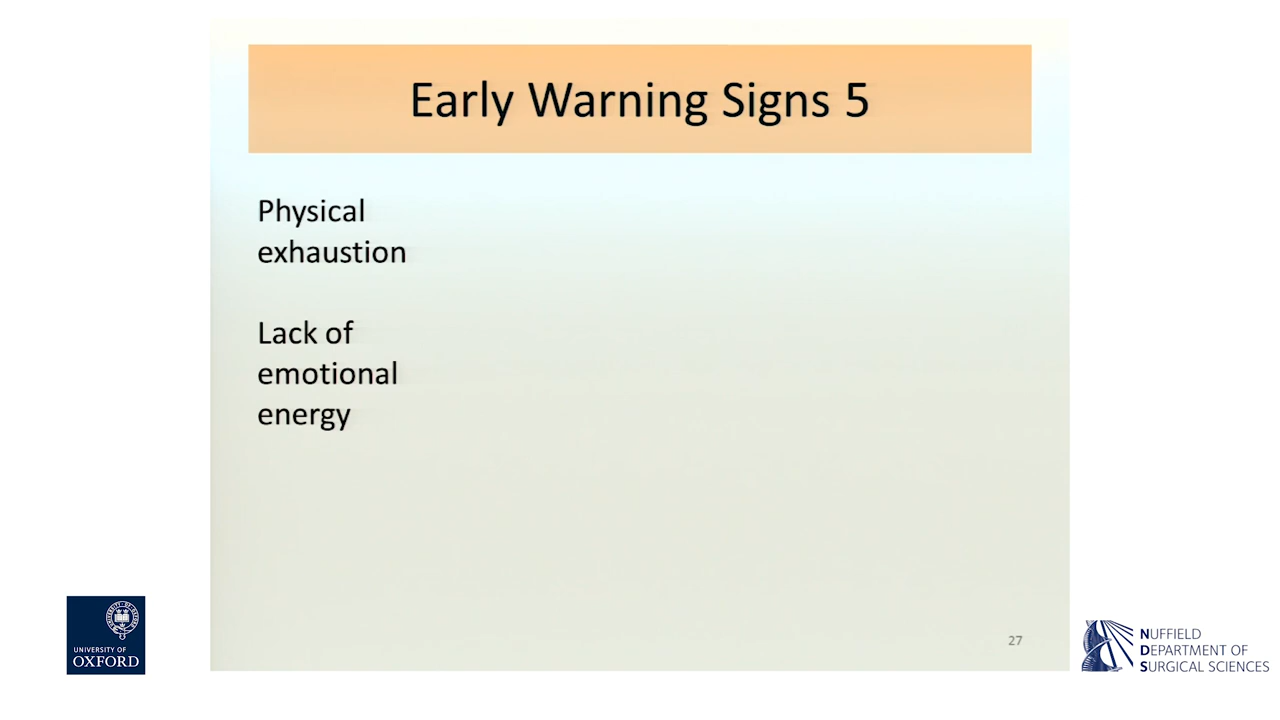 Early Warning Signs 5
Physical
exhaustion
Lack of
emotional
energy
27
UNIVERSITY OF
OXFORD
NUFFIELD
DEPARTMENT OF
SURGICAL SCIENCES